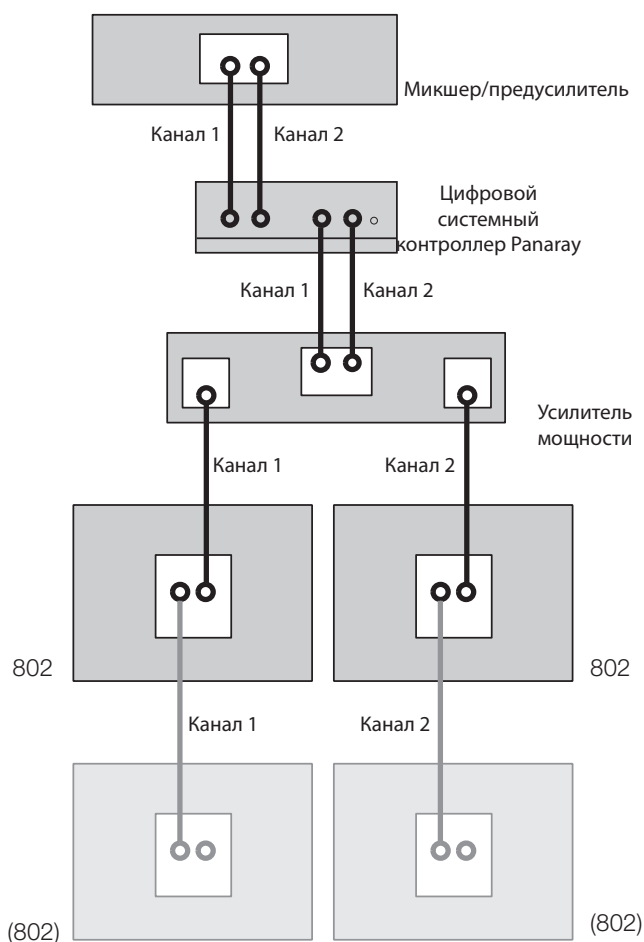 Микшер/предусилитель
Канал 1
Канал 2
Цифровой
системный
контроллер Panaray
Канал 1
Канал 2
Усилитель
мощности
Канал 1
Канал 2
802
802
Канал 1
Канал 2
(802)
(802)